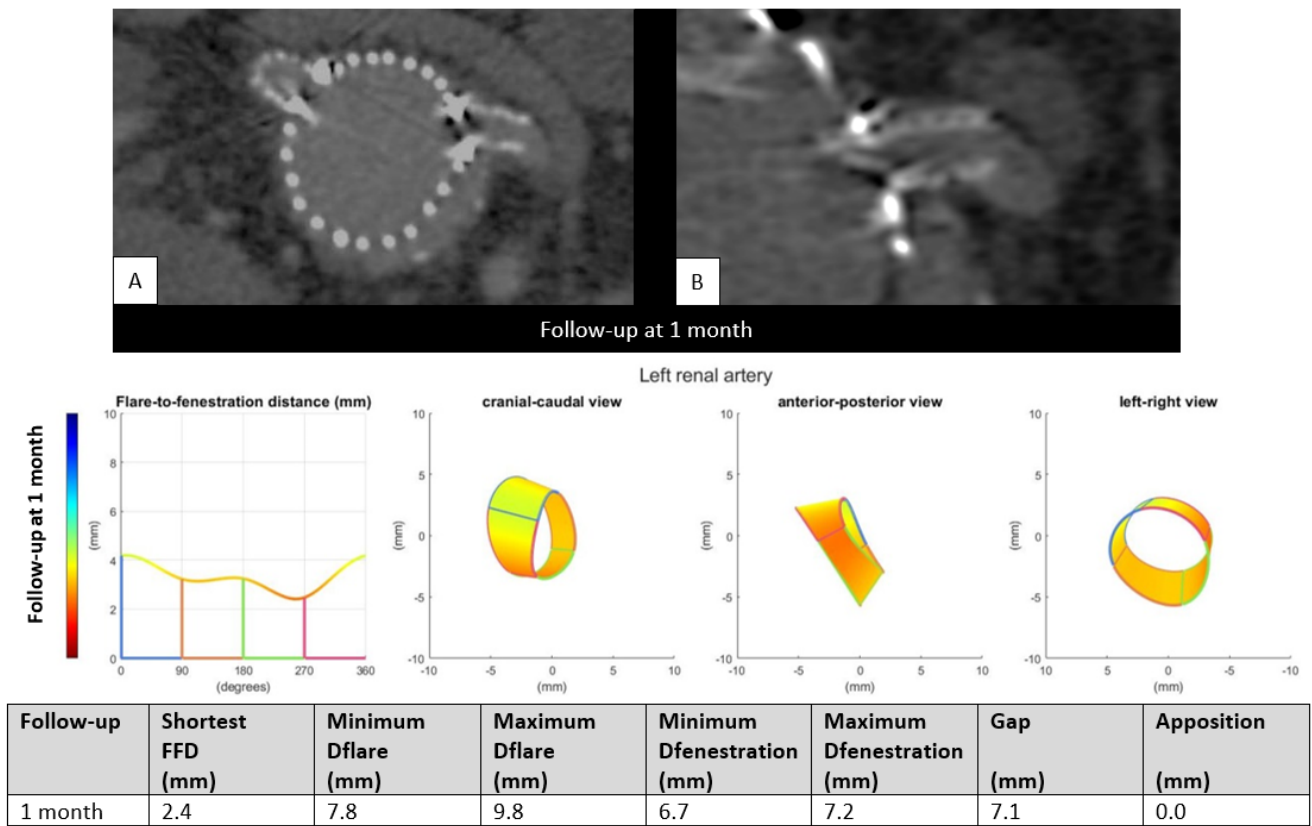 A
B
Follow-up at 1 month
Left renal artery
Follow-up at 1 month
Flare-to-fenestration distance (mm)
10
8
6
4
2
0
(mm)
0 90 180 270 360
(degrees)
cranial-caudal view
10
5
0
-5
-10
(mm)
-10 -5 0 5 10
(mm)
anterior-posterior view
10
5
0
-5
-10
(mm)
-10 -5 0 5 10
(mm)
left-right view
10
5
0
-5
-10
(mm)
10 5 0 -5 -10
(mm)
Follow-up Shortest Minimum Maximum Minimum Maximum Gap Apposition
FFD Dflare Dflare Dfenestration Dfenestration
(mm) (mm) (mm) (mm) (mm) (mm) (mm)
1 month 2.4 7.8 9.8 6.7 7.2 7.1 0.0